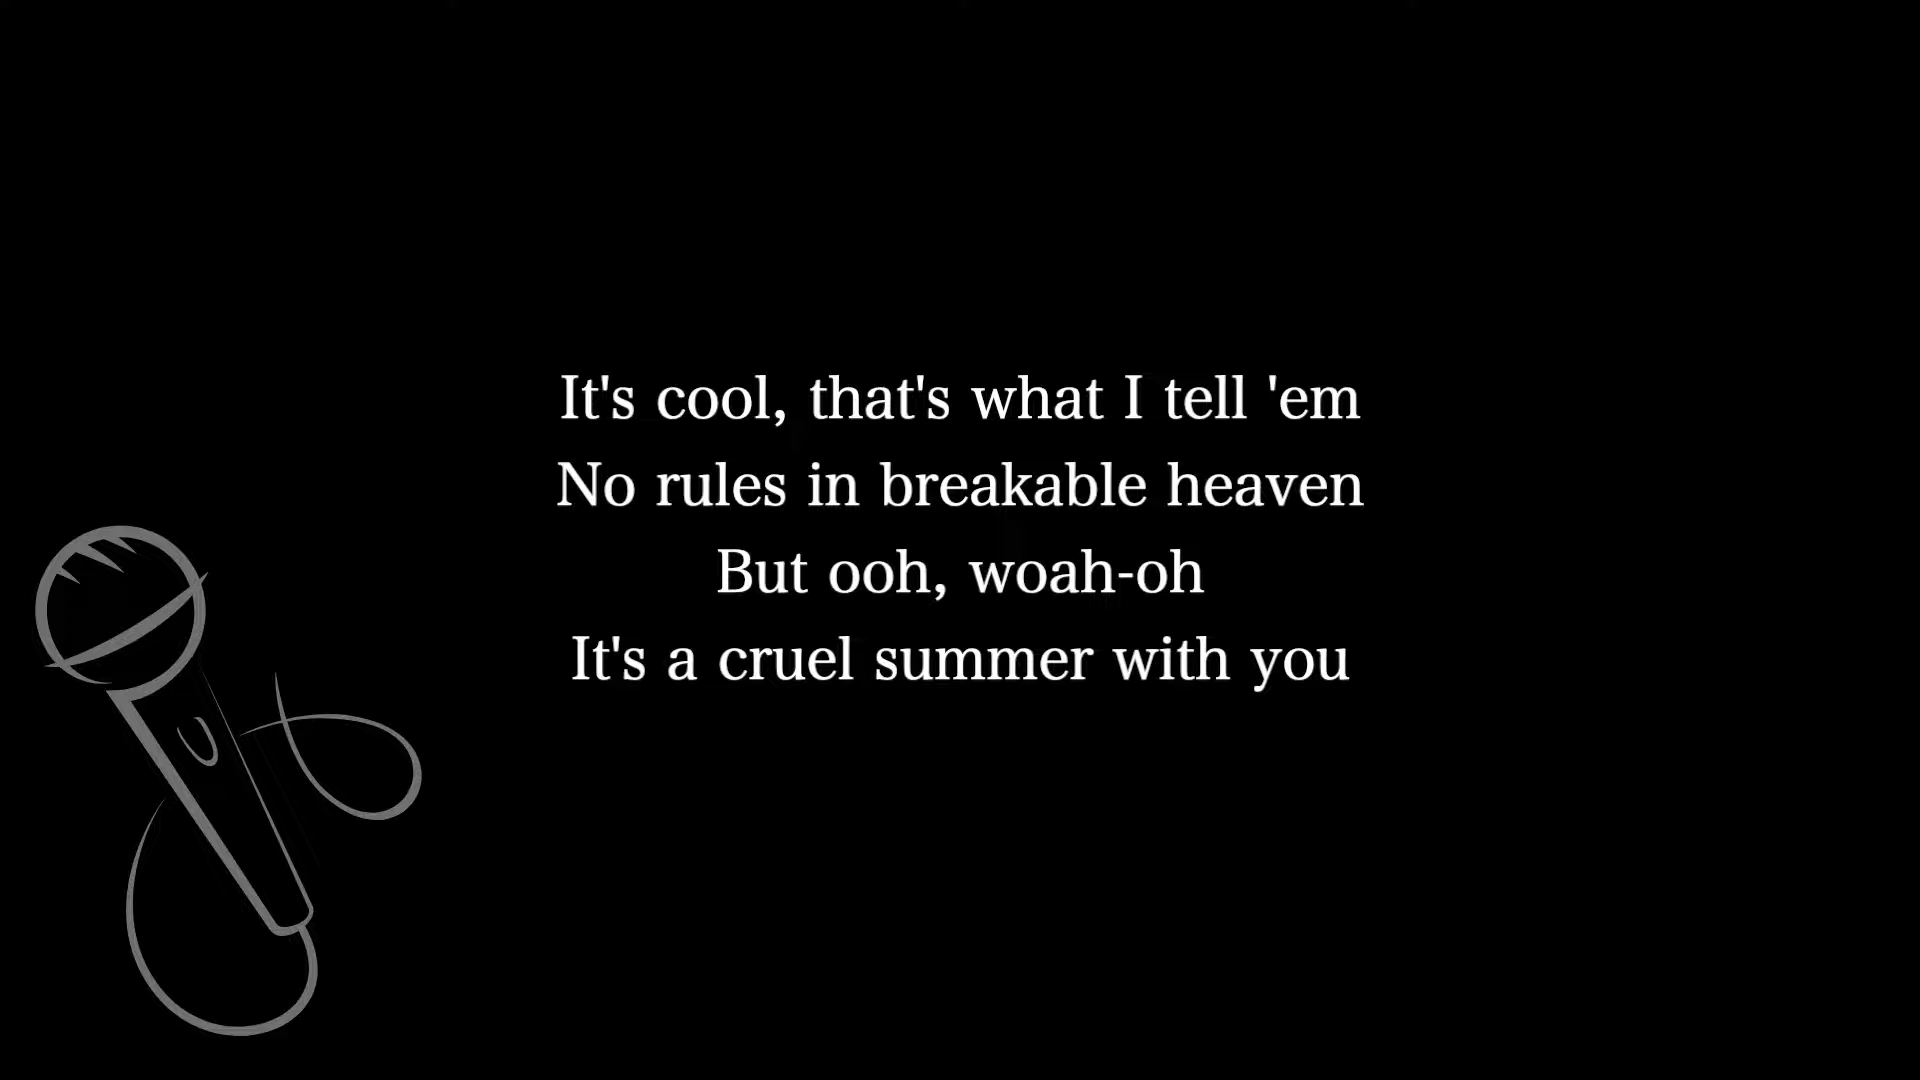 It's cool, that's what I tell 'em
No rules in breakable heaven
But ooh, woah-oh
It's a cruel summer with you